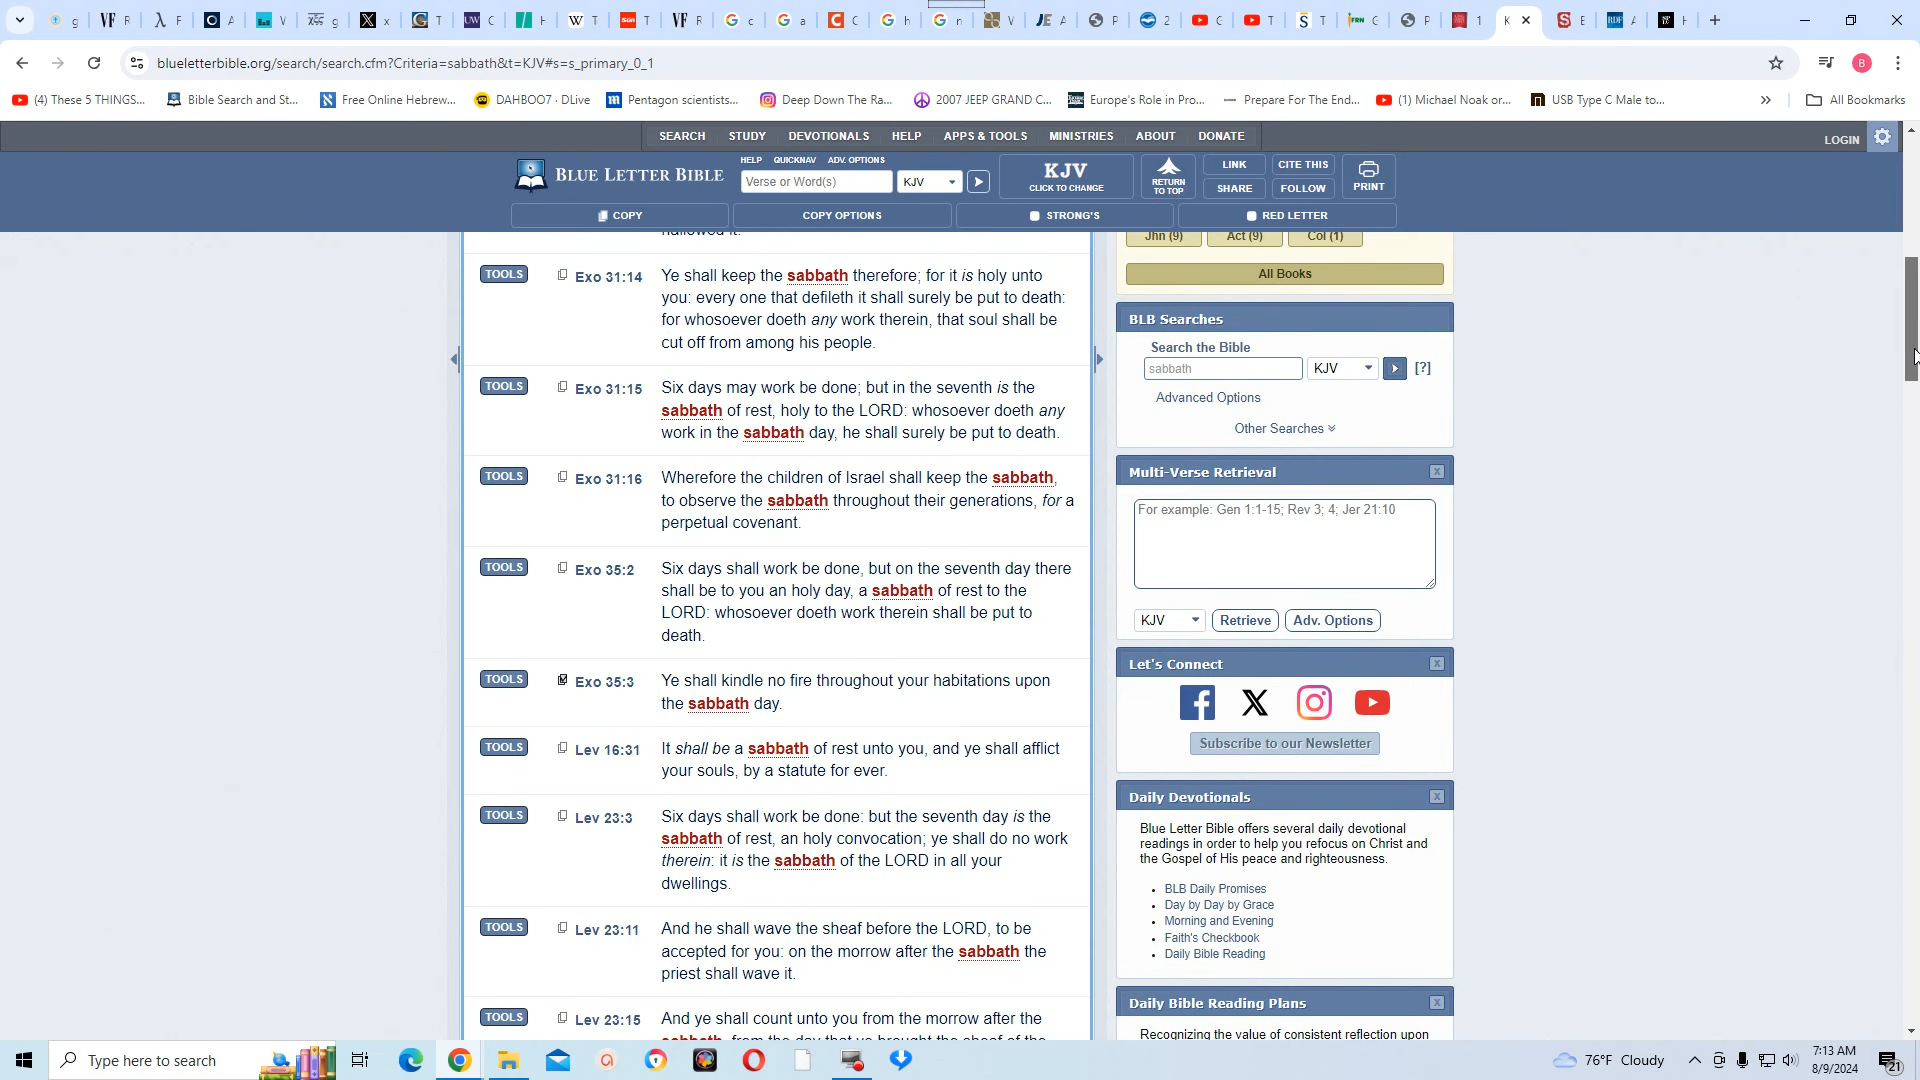 g
VF R
F
A
V
g
x
T
UW C
H
W T
T
VF R
c
a
C
h
n
V
JE A
P
2
G
T
S T
FRN G
P
1
K
S E
RDF A
H
blueletterbible.org/search/search.cfm?Criteria=sabbath&t=KJV#s=s_primary_0_1
B
(4) These 5 THINGS...
Bible Search and St...
Free Online Hebrew...
DAHBOO7 · DLive
Pentagon scientists...
Deep Down The Ra...
2007 JEEP GRAND C...
Europe's Role in Pro...
Prepare For The End...
(1) Michael Noak or...
USB Type C Male to...
»
All Bookmarks
SEARCH STUDY DEVOTIONALS HELP APPS & TOOLS MINISTRIES ABOUT DONATE
LOGIN
BLUE LETTER BIBLE
HELP QUICKNAV ADV. OPTIONS
Verse or Word(s)
KJV
KJV
CLICK TO CHANGE
RETURN
TO TOP
LINK
CITE THIS
SHARE
FOLLOW
PRINT
COPY
COPY OPTIONS
STRONG'S
RED LETTER
hallowed it.
TOOLS Exo 31:14 Ye shall keep the sabbath therefore; for it is holy unto
you: every one that defileth it shall surely be put to death:
for whosoever doeth any work therein, that soul shall be
cut off from among his people.
TOOLS Exo 31:15 Six days may work be done; but in the seventh is the
sabbath of rest, holy to the LORD: whosoever doeth any
work in the sabbath day, he shall surely be put to death.
TOOLS Exo 31:16 Wherefore the children of Israel shall keep the sabbath,
to observe the sabbath throughout their generations, for a
perpetual covenant.
TOOLS Exo 35:2 Six days shall work be done, but on the seventh day there
shall be to you an holy day, a sabbath of rest to the
LORD: whosoever doeth work therein shall be put to
death.
TOOLS Exo 35:3 Ye shall kindle no fire throughout your habitations upon
the sabbath day.
TOOLS Lev 16:31 It shall be a sabbath of rest unto you, and ye shall afflict
your souls, by a statute for ever.
TOOLS Lev 23:3 Six days shall work be done: but the seventh day is the
sabbath of rest, an holy convocation; ye shall do no work
therein: it is the sabbath of the LORD in all your
dwellings.
TOOLS Lev 23:11 And he shall wave the sheaf before the LORD, to be
accepted for you: on the morrow after the sabbath the
priest shall wave it.
TOOLS Lev 23:15 And ye shall count unto you from the morrow after the
sabbath, from the day that ye brought the sheaf of the
Jhn (9) Act (9) Col (1)
All Books
BLB Searches
Search the Bible
sabbath
KJV
[?]
Advanced Options
Other Searches
Multi-Verse Retrieval
x
For example: Gen 1:1-15; Rev 3; 4; Jer 21:10
KJV
Retrieve
Adv. Options
Let's Connect
x
Subscribe to our Newsletter
Daily Devotionals
x
Blue Letter Bible offers several daily devotional
readings in order to help you refocus on Christ and
the Gospel of His peace and righteousness.
BLB Daily Promises
Day by Day by Grace
Morning and Evening
Faith's Checkbook
Daily Bible Reading
Daily Bible Reading Plans
x
Recognizing the value of consistent reflection upon
Type here to search
76°F Cloudy
7:13 AM
8/9/2024
21